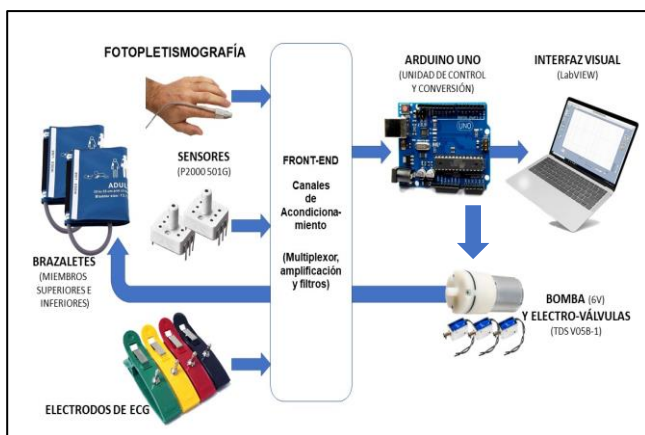 FOTOPLETISMOGRAFÍA
SENSORES
(P2000 501G)
BRAZALETES
(MIEMBROS
SUPERIORES E
INFERIORES)
ELECTRODOS DE ECG
FRONT-END
Canales
de
Acondiciona-
miento
(Multiplexor,
amplificación
y filtros)
ARDUINO UNO
(UNIDAD DE CONTROL
Y CONVERSIÓN)
UNO
INTERFAZ VISUAL
(LabVIEW)
BOMBA (6V)
Y ELECTRO-VÁLVULAS
(TDS V05B-1)